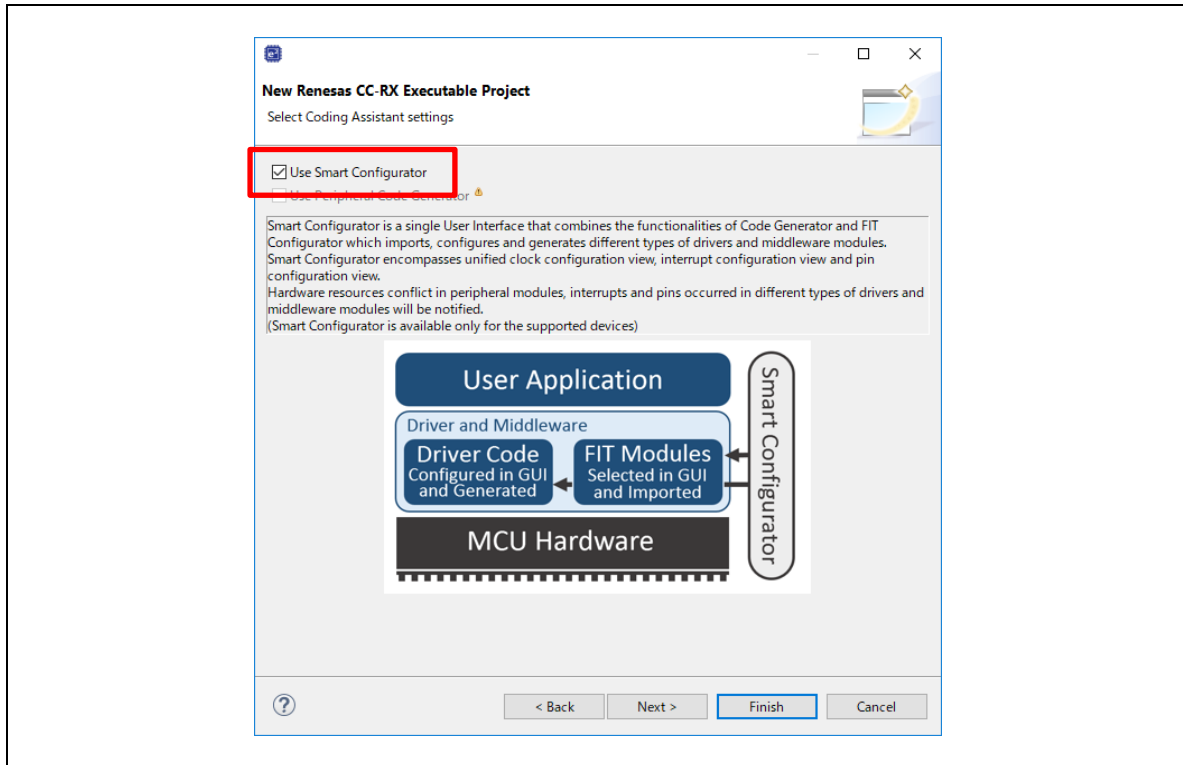 New Renesas CC-RX Executable Project
Select Coding Assistant settings
Use Smart Configurator
Use Peripheral Code Generator
Smart Configurator is a single User Interface that combines the functionalities of Code Generator and FIT
Configurator which imports, configures and generates different types of drivers and middleware modules.
Smart Configurator encompasses unified clock configuration view, interrupt configuration view and pin
configuration view.
Hardware resources conflict in peripheral modules, interrupts and pins occurred in different types of drivers and
middleware modules will be notified.
(Smart Configurator is available only for the supported devices)
User Application
Driver and Middleware
Driver Code
Configured in GUI
and Generated
FIT Modules
Selected in GUI
and Imported
MCU Hardware
Smart Configurator
?
< Back
Next >
Finish
Cancel